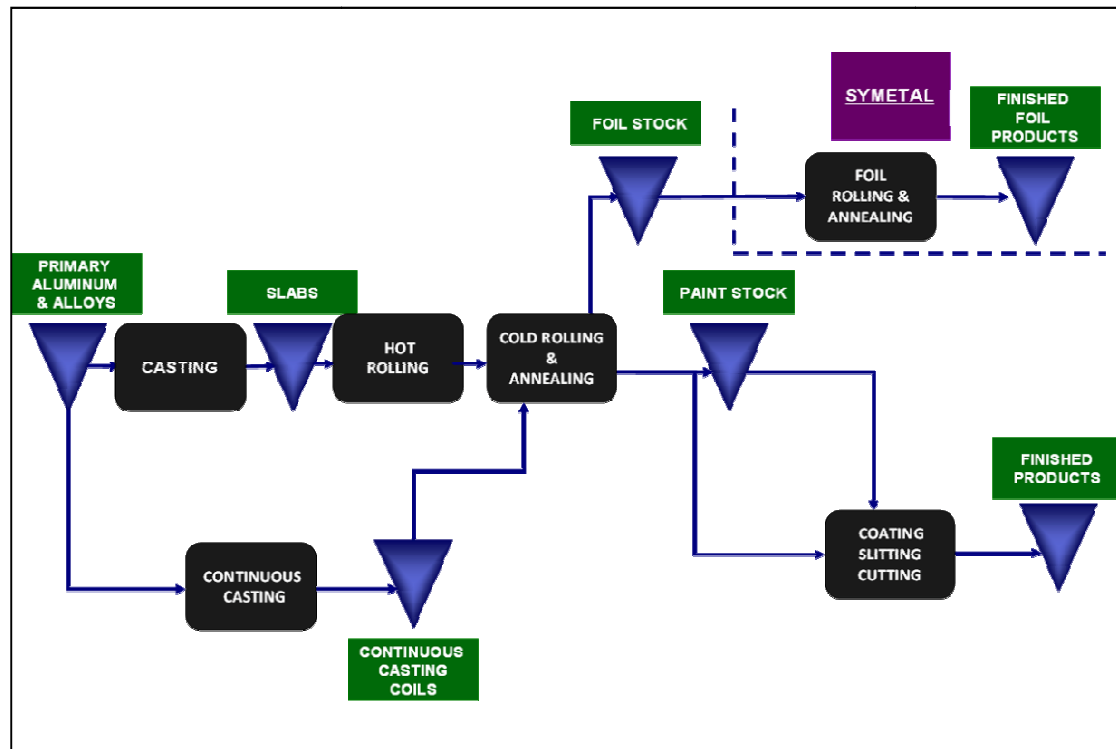 SYMETAL
FINISHED
FOIL
PRODUCTS
FOIL STOCK
FOIL
ROLLING &
ANNEALING
PRIMARY
ALUMINUM
& ALLOYS
SLABS
PAINT STOCK
CASTING
HOT
ROLLING
COLD ROLLING
&
ANNEALING
FINISHED
PRODUCTS
CONTINUOUS
CASTING
COATING
SLITTING
CUTTING
CONTINUOUS
CASTING
COILS